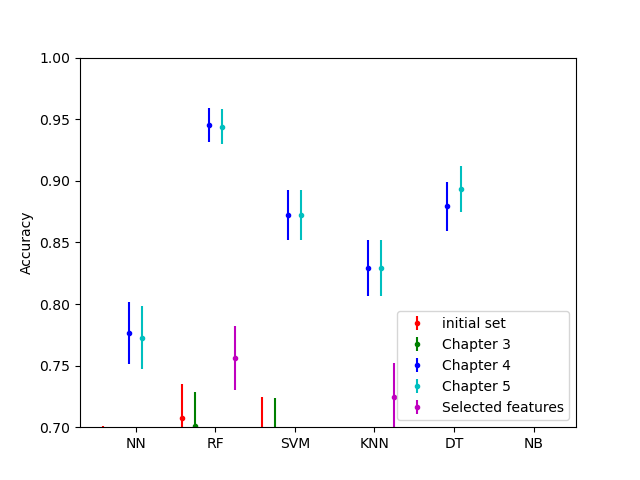 1.00
0.95
0.90
0.85
0.80
0.75
0.70
Accuracy
initial set
Chapter 3
Chapter 4
Chapter 5
Selected features
NN RF SVM KNN DT NB